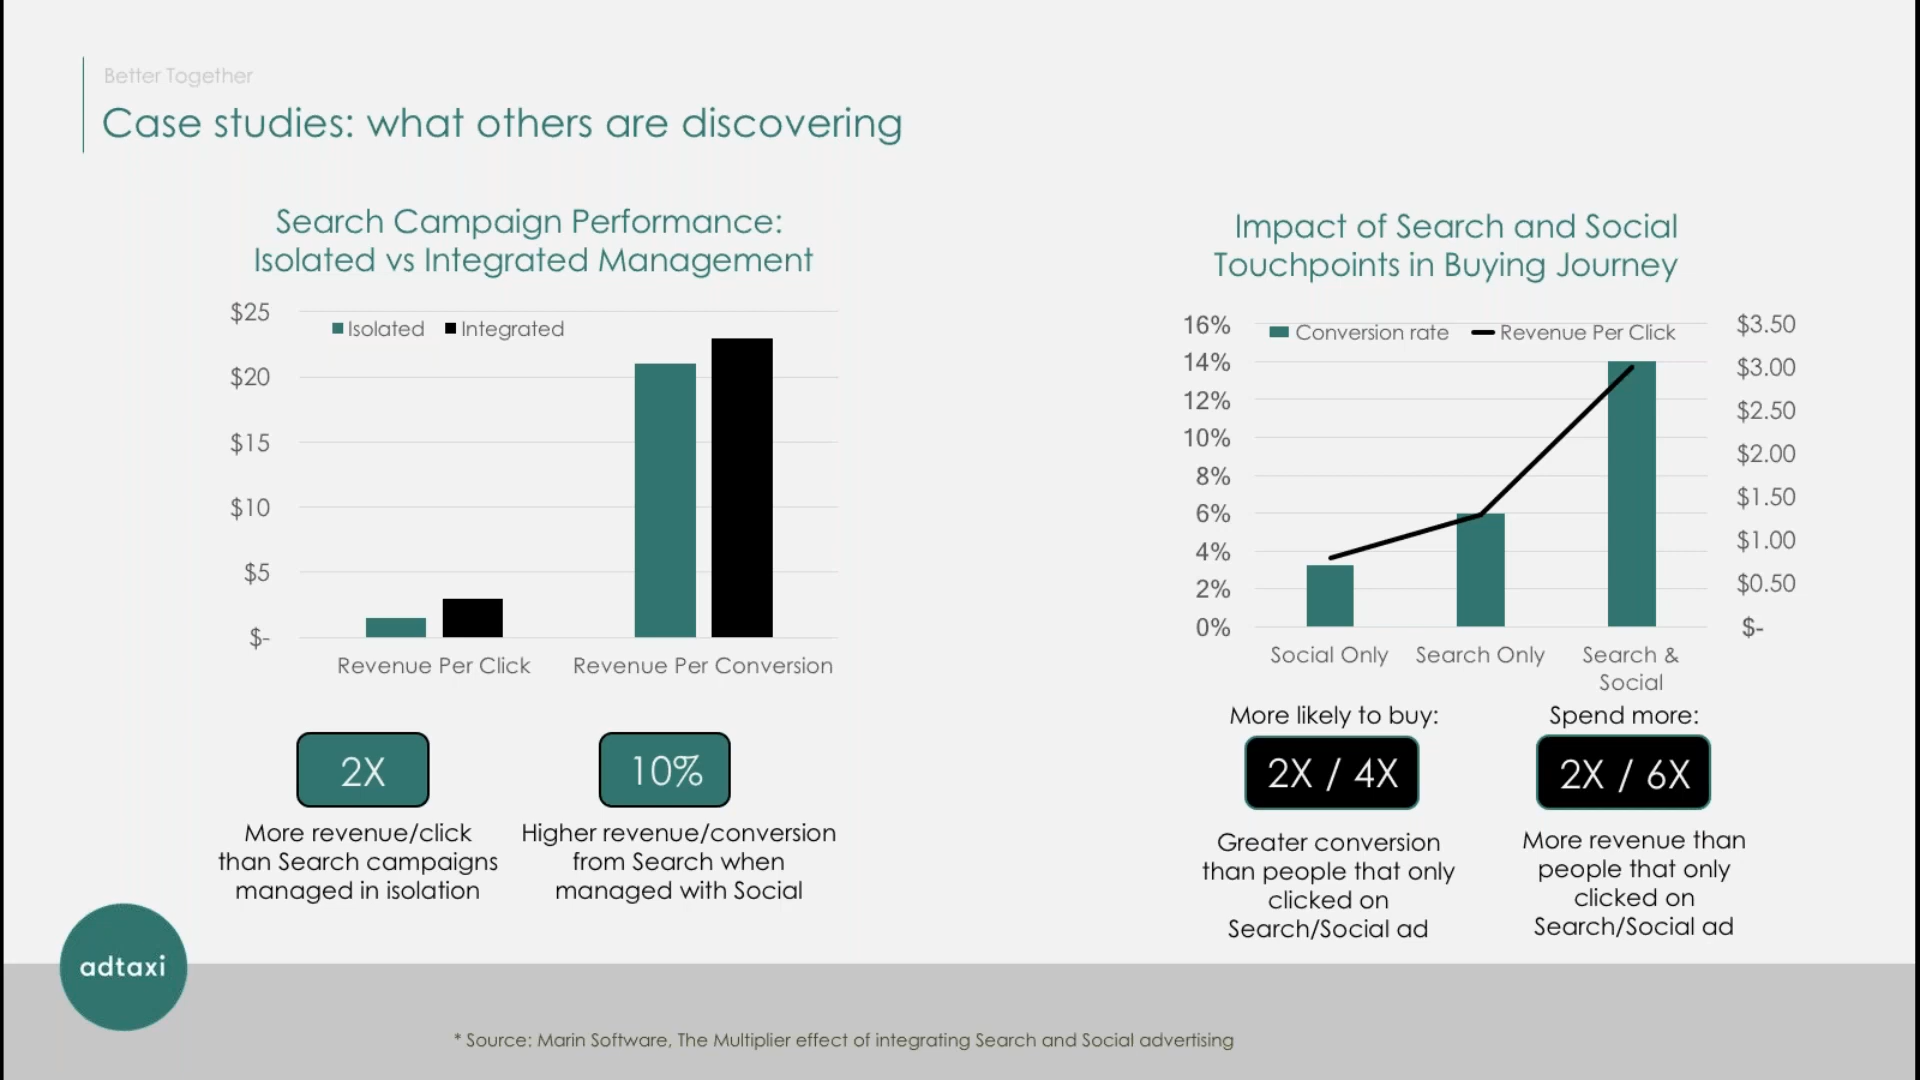 Better Together
Case studies: what others are discovering
Search Campaign Performance:
Isolated vs Integrated Management
$25
$20
$15
$10
$5
$-
Isolated
Integrated
Revenue Per Click
Revenue Per Conversion
2X
More revenue/click
than Search campaigns
managed in isolation
10%
Higher revenue/conversion
from Search when
managed with Social
Impact of Search and Social
Touchpoints in Buying Journey
16%
14%
12%
10%
8%
6%
4%
2%
0%
Conversion rate
Revenue Per Click
$3.50
$3.00
$2.50
$2.00
$1.50
$1.00
$0.50
$-
Social Only
Search Only
Search &
Social
More likely to buy:
2X / 4X
Greater conversion
than people that only
clicked on
Search/Social ad
Spend more:
2X / 6X
More revenue than
people that only
clicked on
Search/Social ad
adtaxi
* Source: Marin Software, The Multiplier effect of integrating Search and Social advertising